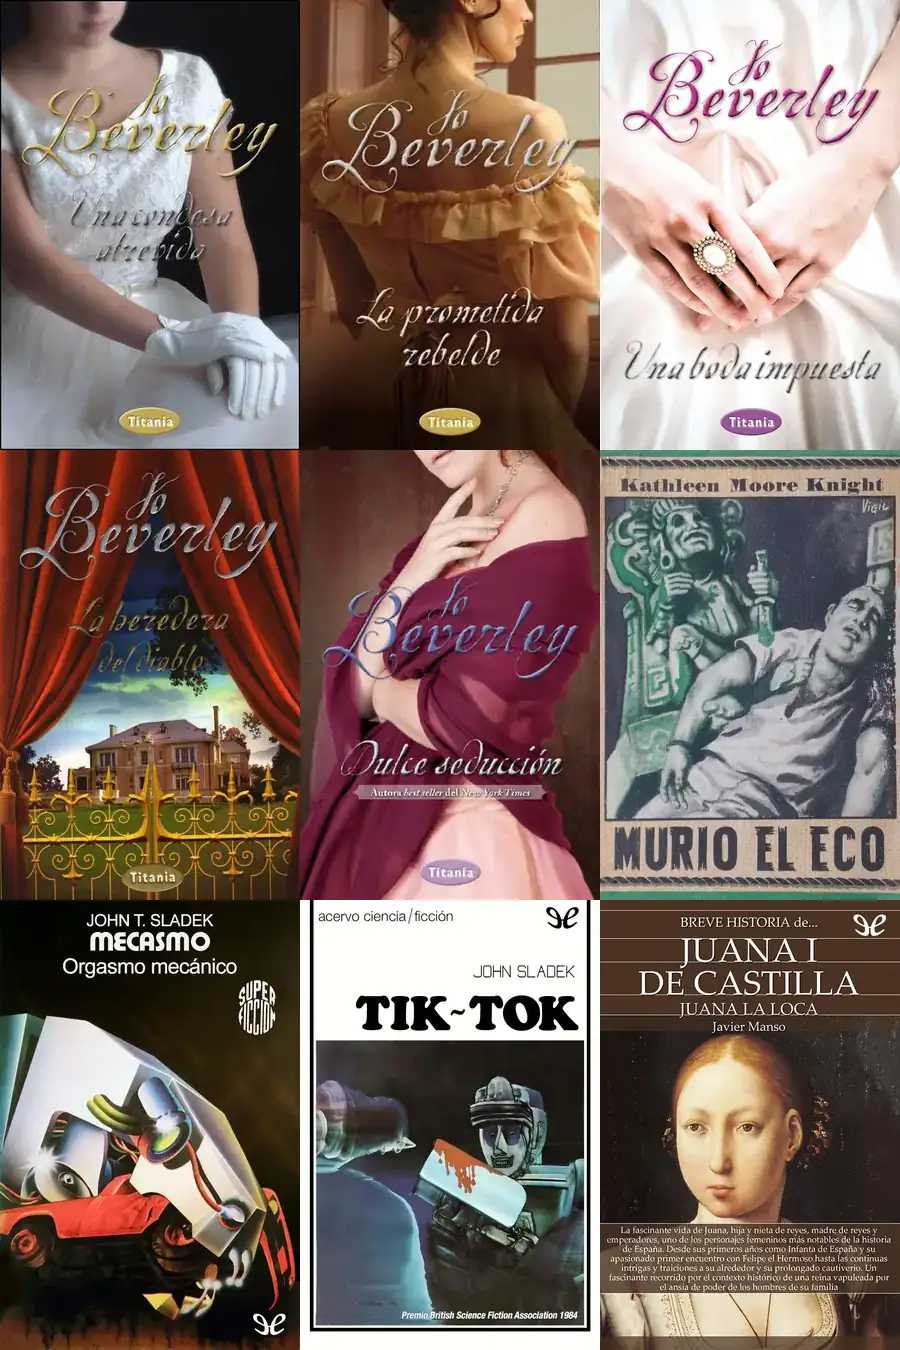 Jo
Beverley
Una condesa
atrevida
Titania
Jo
Beverley
La prometida
rebelde
Titania
Jo
Beverley
Una boda impuesta
Titania
Jo
Beverley
La heredera
del diablo
Titania
Jo
Beverley
Dulce seducción
Autora best seller del New York Times
Titania
Kathleen Moore Knight
Vigil
MURIO EL ECO
JOHN T. SLADEK
MECASMO
Orgasmo mecánico
SUPER
FICCION
acervo ciencia/ficción
JOHN SLADEK
TIK~TOK
Premio British Science Fiction Association 1984
BREVE HISTORIA de...
JUANA I
DE CASTILLA
JUANA LA LOCA
Javier Manso
La fascinante vida de Juana, hija y nieta de reyes, madre de reyes y
emperadores, uno de los personajes femeninos más notables de la historia
de España. Desde sus primeros años como Infanta de España y su
apasionado primer encuentro con Felipe el Hermoso hasta las continuas
intrigas y traiciones a su alrededor y su prolongado cautiverio. Un
fascinante recorrido por el contexto histórico de una reina vapuleada por
el ansia de poder de los hombres de su familia